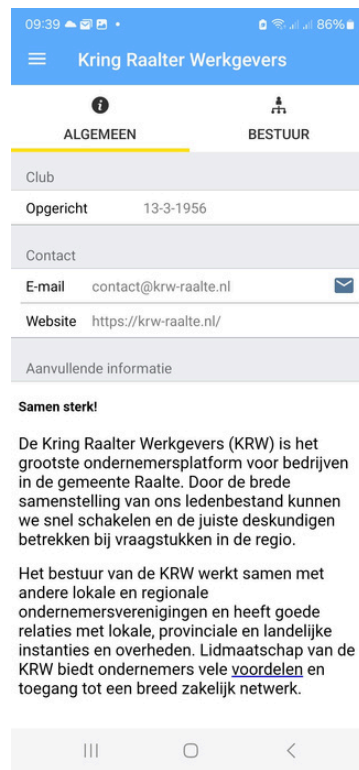 09:39
86%
Kring Raalter Werkgevers
ALGEMEEN
BESTUUR
Club
Opgericht 13-3-1956
Contact
E-mail contact@krw-raalte.nl
Website https://krw-raalte.nl/
Aanvullende informatie
Samen sterk!
De Kring Raalter Werkgevers (KRW) is het
grootste ondernemersplatform voor bedrijven
in de gemeente Raalte. Door de brede
samenstelling van ons ledenbestand kunnen
we snel schakelen en de juiste deskundigen
betrekken bij vraagstukken in de regio.
Het bestuur van de KRW werkt samen met
andere lokale en regionale
ondernemersverenigingen en heeft goede
relaties met lokale, provinciale en landelijke
instanties en overheden. Lidmaatschap van de
KRW biedt ondernemers vele voordelen en
toegang tot een breed zakelijk netwerk.